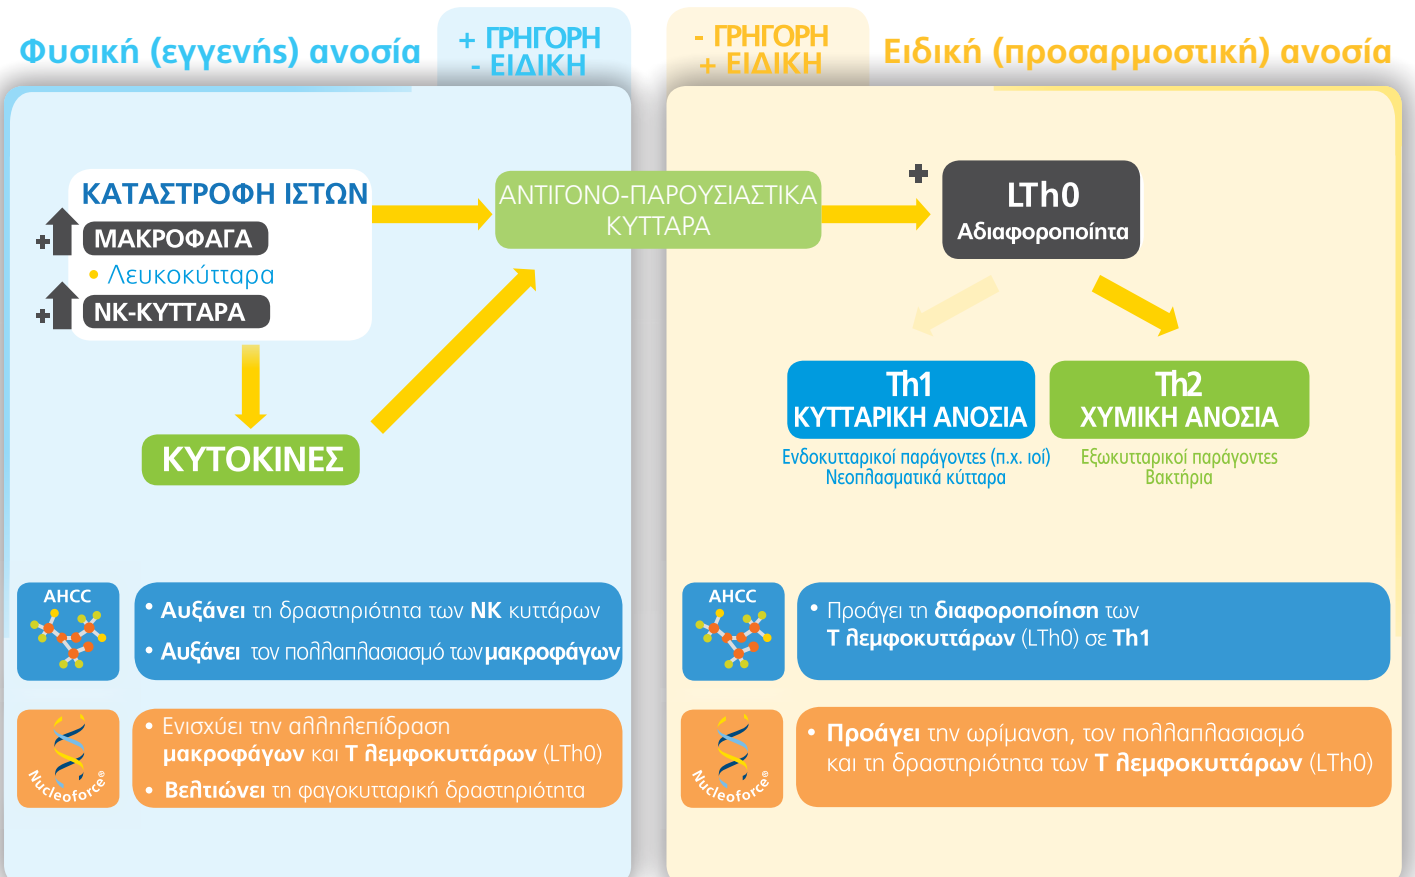 Φυσική (εγγενής) ανοσία
+ ΓΡΗΓΟΡΗ
- ΕΙΔΙΚΗ
ΚΑΤΑΣΤΡΟΦΗ ΙΣΤΩΝ
+
ΜΑΚΡΟΦΑΓΑ
• Λευκοκύτταρα
+
ΝΚ-ΚΥΤΤΑΡΑ
ΚΥΤΟΚΙΝΕΣ
ΑΝΤΙΓΟΝΟ-ΠΑΡΟΥΣΙΑΣΤΙΚΑ
ΚΥΤΤΑΡΑ
AHCC
• Αυξάνει τη δραστηριότητα των ΝΚ κυττάρων
• Αυξάνει τον πολλαπλασιασμό των μακροφάγων
Nucleoforce®
• Ενισχύει την αλληλεπίδραση
μακροφάγων και Τ λεμφοκυττάρων (LTh0)
• Βελτιώνει τη φαγοκυτταρική δραστηριότητα
- ΓΡΗΓΟΡΗ
+ ΕΙΔΙΚΗ
Ειδική (προσαρμοστική) ανοσία
+
LTh0
Αδιαφοροποίητα
Th1
ΚΥΤΤΑΡΙΚΗ ΑΝΟΣΙΑ
Ενδοκυτταρικοί παράγοντες (π.χ. ιοί)
Νεοπλασματικά κύτταρα
Th2
ΧΥΜΙΚΗ ΑΝΟΣΙΑ
Εξωκυτταρικοί παράγοντες
Βακτήρια
AHCC
• Προάγει τη διαφοροποίηση των
Τ λεμφοκυττάρων (LTh0) σε Th1
Nucleoforce®
• Προάγει την ωρίμανση, τον πολλαπλασιασμό
και τη δραστηριότητα των Τ λεμφοκυττάρων (LTh0)